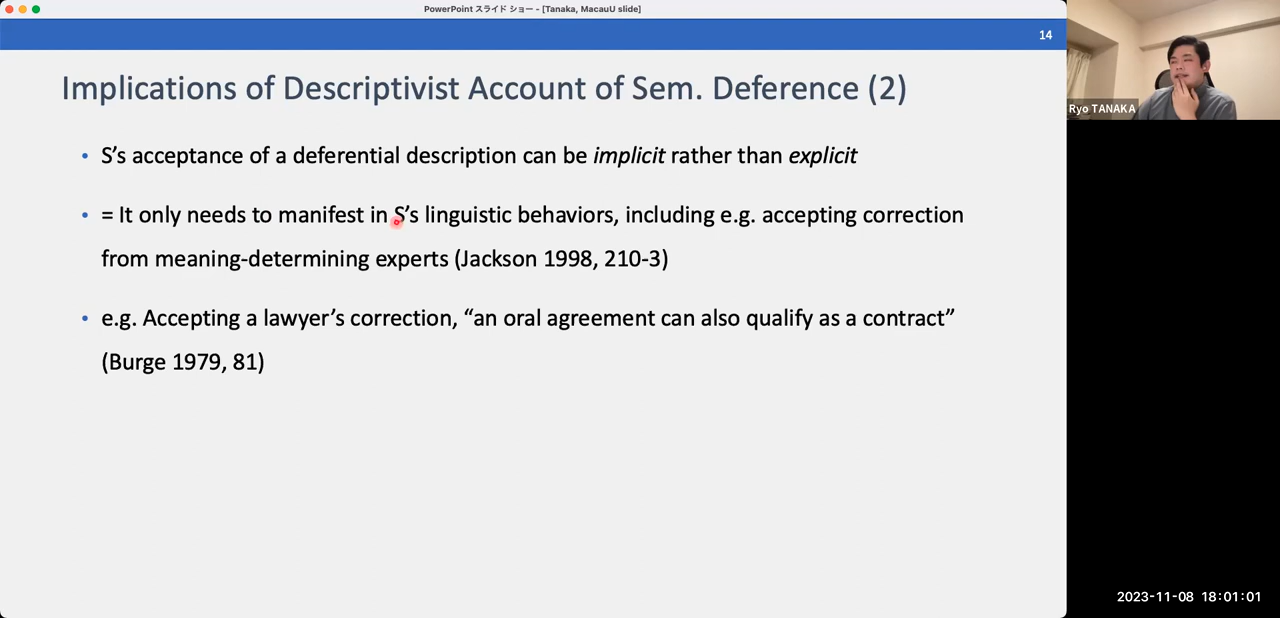 PowerPoint スライド ショー - [Tanaka, MacauU slide]
14
Implications of Descriptivist Account of Sem. Deference (2)
• S’s acceptance of a deferential description can be implicit rather than explicit
• = It only needs to manifest in S’s linguistic behaviors, including e.g. accepting correction
from meaning-determining experts (Jackson 1998, 210-3)
• e.g. Accepting a lawyer’s correction, “an oral agreement can also qualify as a contract”
(Burge 1979, 81)
Ryo TANAKA
2023-11-08 18:01:01